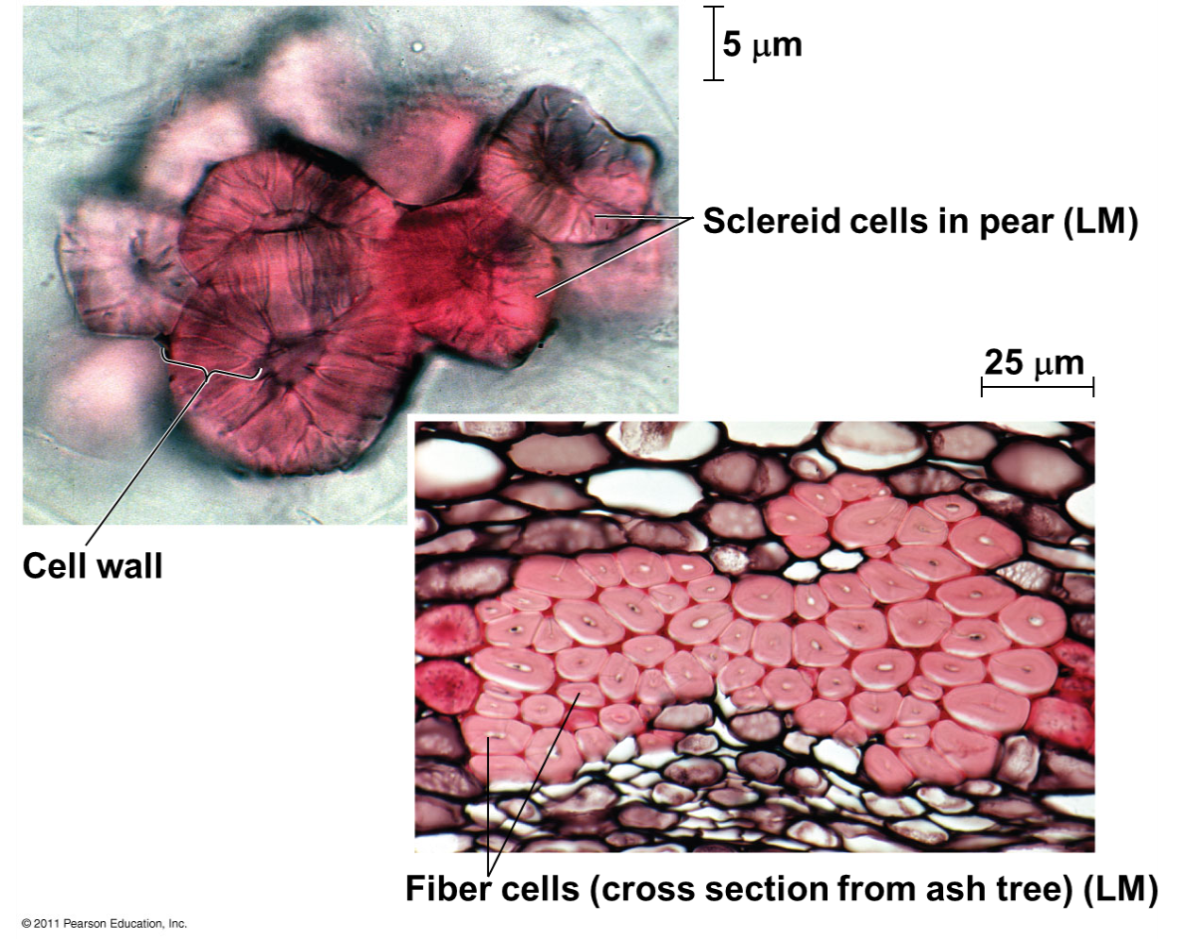 5 μm
Sclereid cells in pear (LM)
25 μm
Cell wall
Fiber cells (cross section from ash tree) (LM)
© 2011 Pearson Education, Inc.